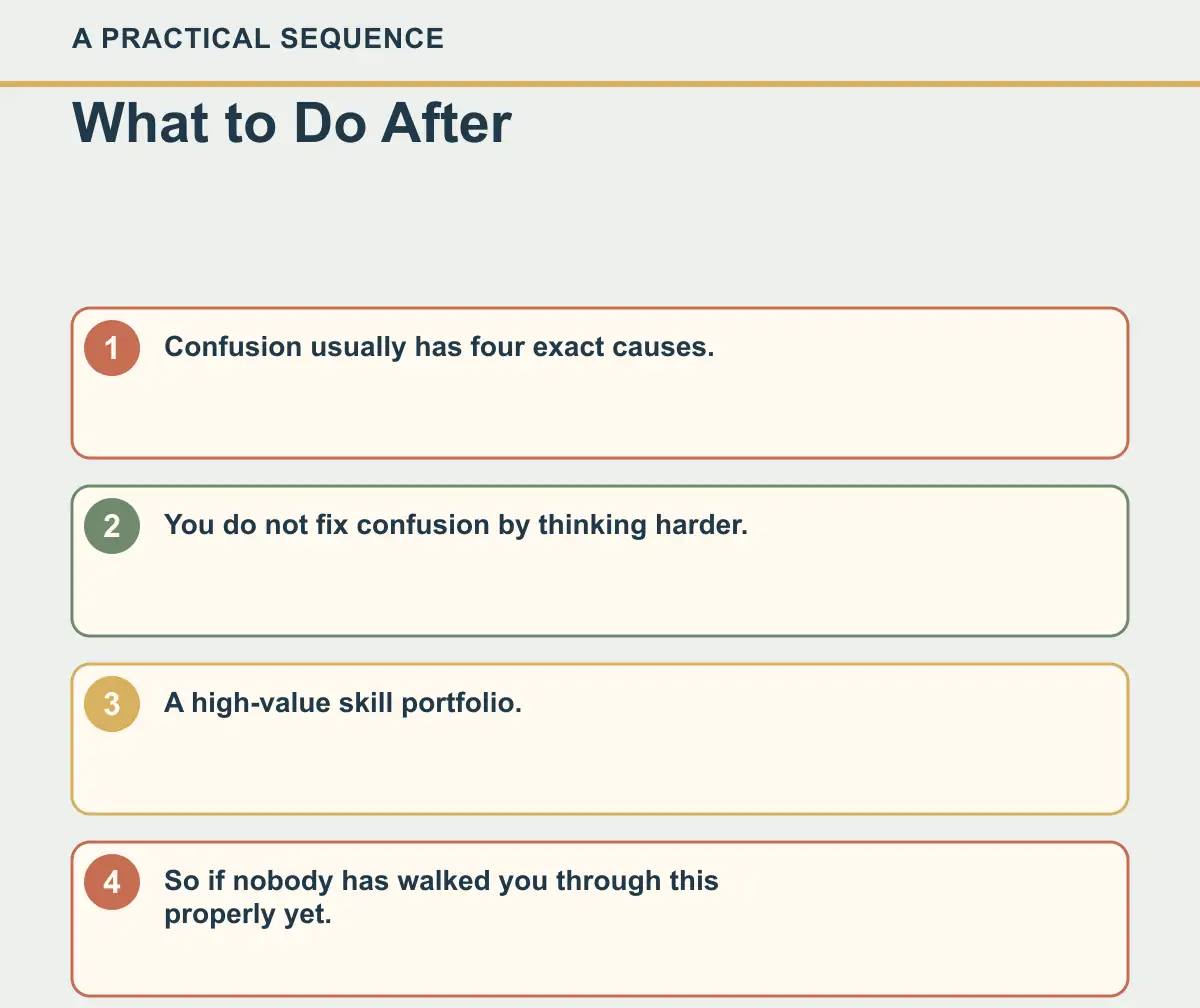 A PRACTICAL SEQUENCE
What to Do After
1
Confusion usually has four exact causes.
2
You do not fix confusion by thinking harder.
3
A high-value skill portfolio.
4
So if nobody has walked you through this
properly yet.